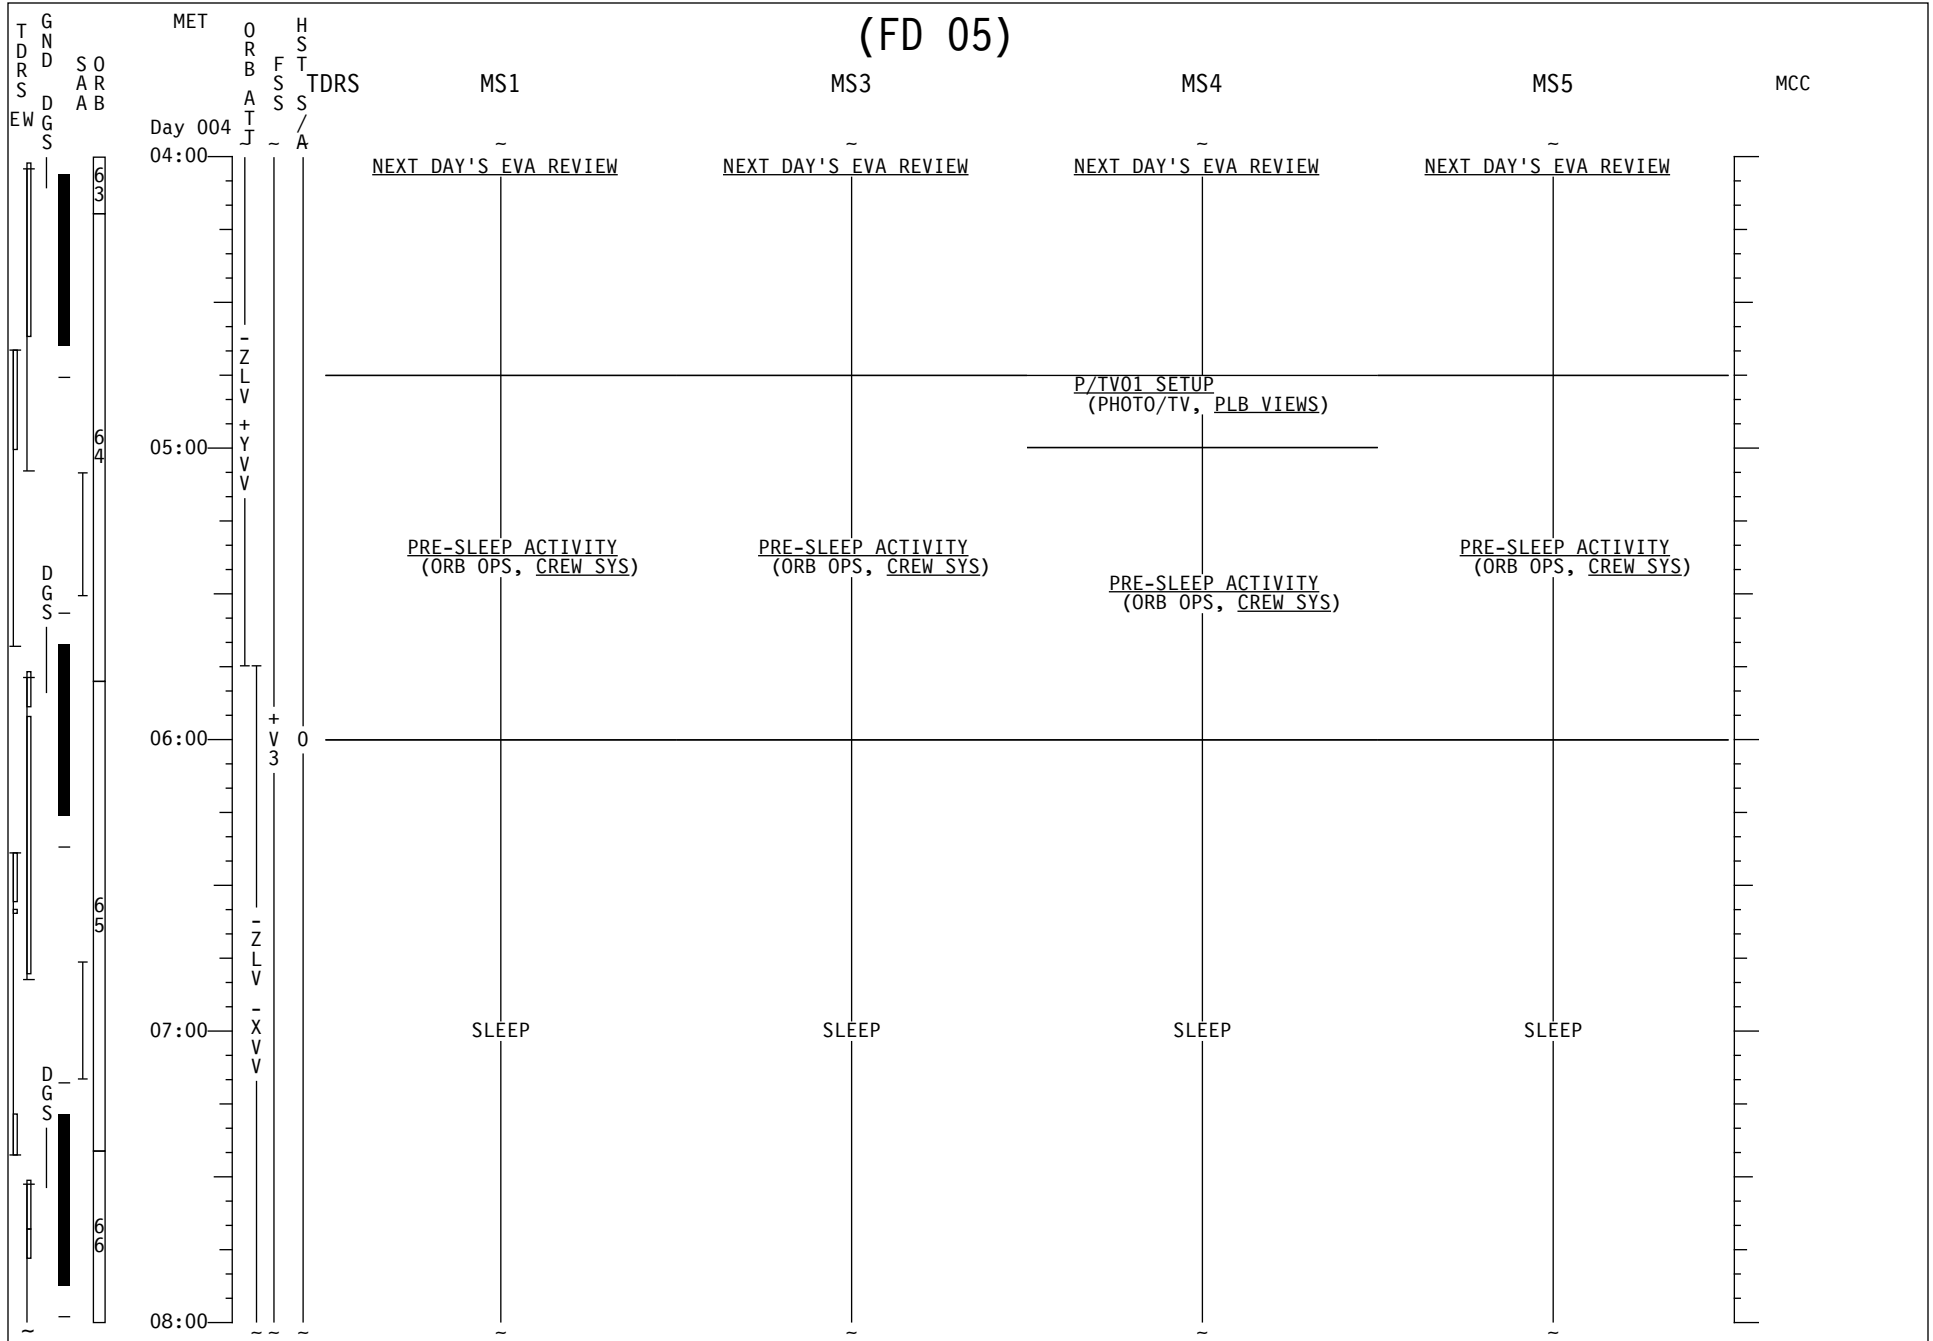 (FD 05)
TDRS EW
GND DGS
SAA
ORB
MET
ORB ATT
FSS
HST S/A
TDRS
MS1
MS3
MS4
MS5
MCC
Day 004
~ ~ ~ ~ ~ ~
04:00
63
NEXT DAY'S EVA REVIEW
NEXT DAY'S EVA REVIEW
NEXT DAY'S EVA REVIEW
NEXT DAY'S EVA REVIEW
-ZLV +YVV
P/TV01 SETUP
(PHOTO/TV, PLB VIEWS)
64
05:00
PRE-SLEEP ACTIVITY
(ORB OPS, CREW SYS)
PRE-SLEEP ACTIVITY
(ORB OPS, CREW SYS)
PRE-SLEEP ACTIVITY
(ORB OPS, CREW SYS)
PRE-SLEEP ACTIVITY
(ORB OPS, CREW SYS)
DGS
06:00
+V3
0
65
-ZLV -XVV
07:00
SLEEP
SLEEP
SLEEP
SLEEP
DGS
66
08:00
~ ~ ~ ~ ~ ~ ~ ~